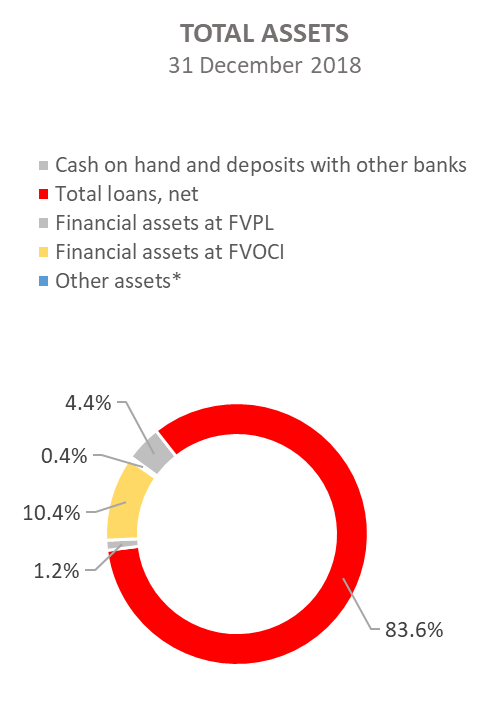 TOTAL ASSETS
31 December 2018
Cash on hand and deposits with other banks
Total loans, net
Financial assets at FVPL
Financial assets at FVOCI
Other assets*
4.4%
0.4%
10.4%
1.2%
83.6%